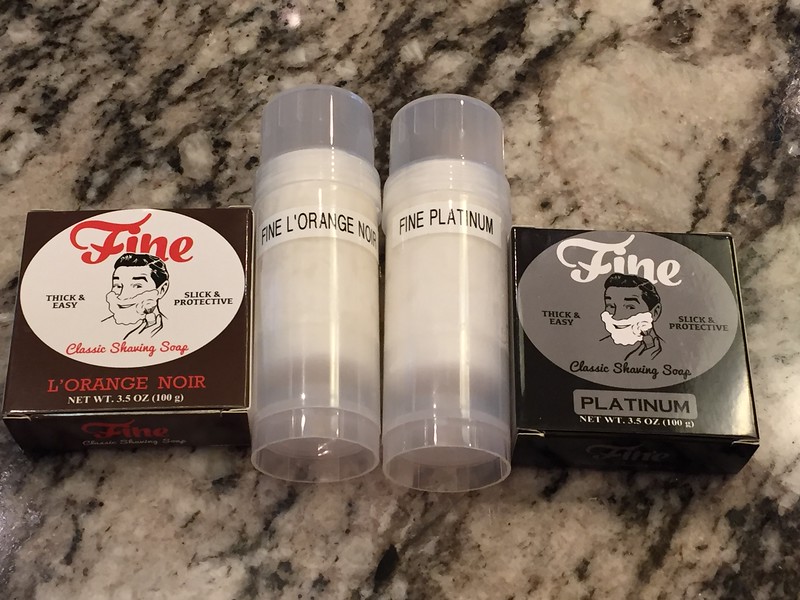 Fine
THICK &
EASY
SLICK &
PROTECTIVE
Classic Shaving Soap
L'ORANGE NOIR
NET WT. 3.5 OZ (100 g)
Fine
Classic Shaving Soap
FINE L'ORANGE NOIR
FINE PLATINUM
Fine
THICK &
EASY
SLICK &
PROTECTIVE
Classic Shaving Soap
PLATINUM
NET WT. 3.5 OZ (100 g)
Fine